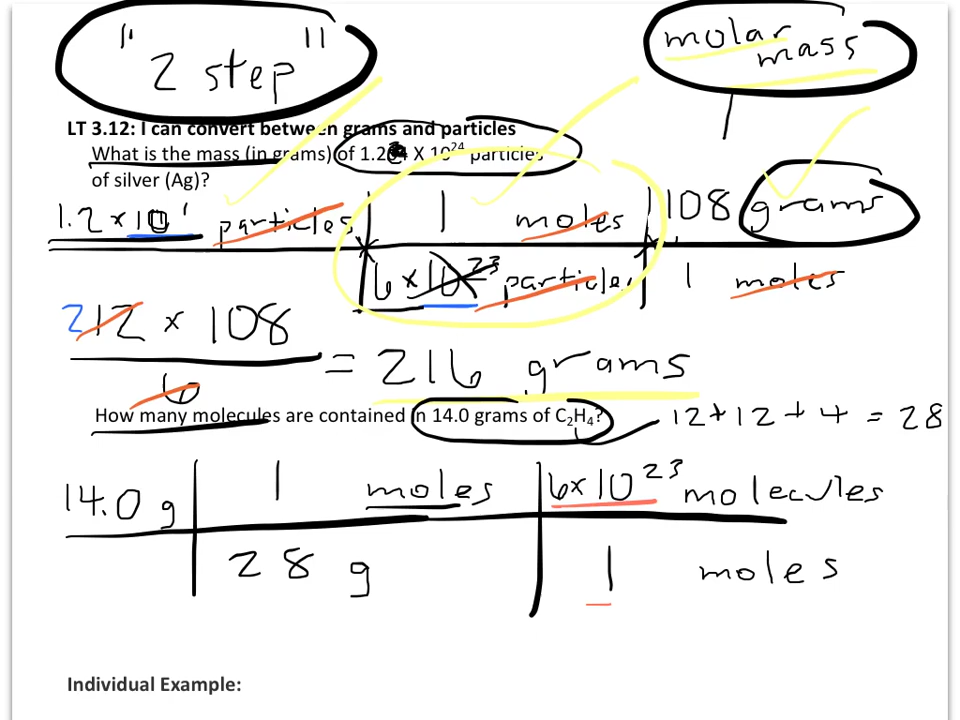 "2 step"
molar
mass
LT 3.12: I can convert between grams and particles
What is the mass (in grams) of 1.204 X 10²⁴ particles
of silver (Ag)?
1.2 x 10¹ particles | 1 moles | 108 grams
6 x 10²³ particles | 1 moles
2 12 x 108
6
= 216 grams
How many molecules are contained in 14.0 grams of C₂H₄?
12 + 12 + 4 = 28
14.0 g | 1 moles | 6x10²³ molecules
28 g | 1 moles
Individual Example: